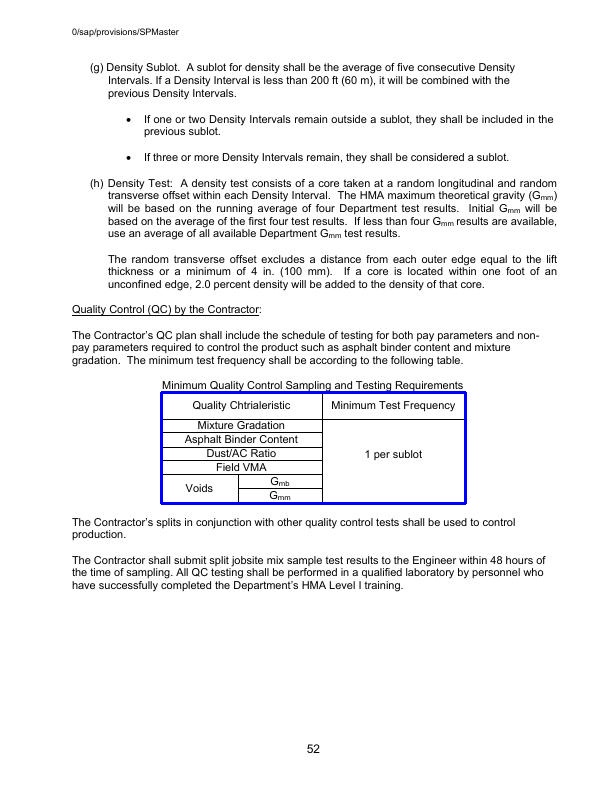 0/sap/provisions/SPMaster
(g) Density Sublot. A sublot for density shall be the average of five consecutive Density
Intervals. If a Density Interval is less than 200 ft (60 m), it will be combined with the
previous Density Intervals.
• If one or two Density Intervals remain outside a sublot, they shall be included in the
previous sublot.
• If three or more Density Intervals remain, they shall be considered a sublot.
(h) Density Test: A density test consists of a core taken at a random longitudinal and random
transverse offset within each Density Interval. The HMA maximum theoretical gravity (Gmm)
will be based on the running average of four Department test results. Initial Gmm will be
based on the average of the first four test results. If less than four Gmm results are available,
use an average of all available Department Gmm test results.
The random transverse offset excludes a distance from each outer edge equal to the lift
thickness or a minimum of 4 in. (100 mm). If a core is located within one foot of an
unconfined edge, 2.0 percent density will be added to the density of that core.
Quality Control (QC) by the Contractor:
The Contractor's QC plan shall include the schedule of testing for both pay parameters and non-
pay parameters required to control the product such as asphalt binder content and mixture
gradation. The minimum test frequency shall be according to the following table.
Minimum Quality Control Sampling and Testing Requirements
Quality Chtrialeristic Minimum Test Frequency
Mixture Gradation
Asphalt Binder Content
Dust/AC Ratio
1 per sublot
Field VMA
Voids
Gmb
Gmm
The Contractor's splits in conjunction with other quality control tests shall be used to control
production.
The Contractor shall submit split jobsite mix sample test results to the Engineer within 48 hours of
the time of sampling. All QC testing shall be performed in a qualified laboratory by personnel who
have successfully completed the Department's HMA Level I training.
52